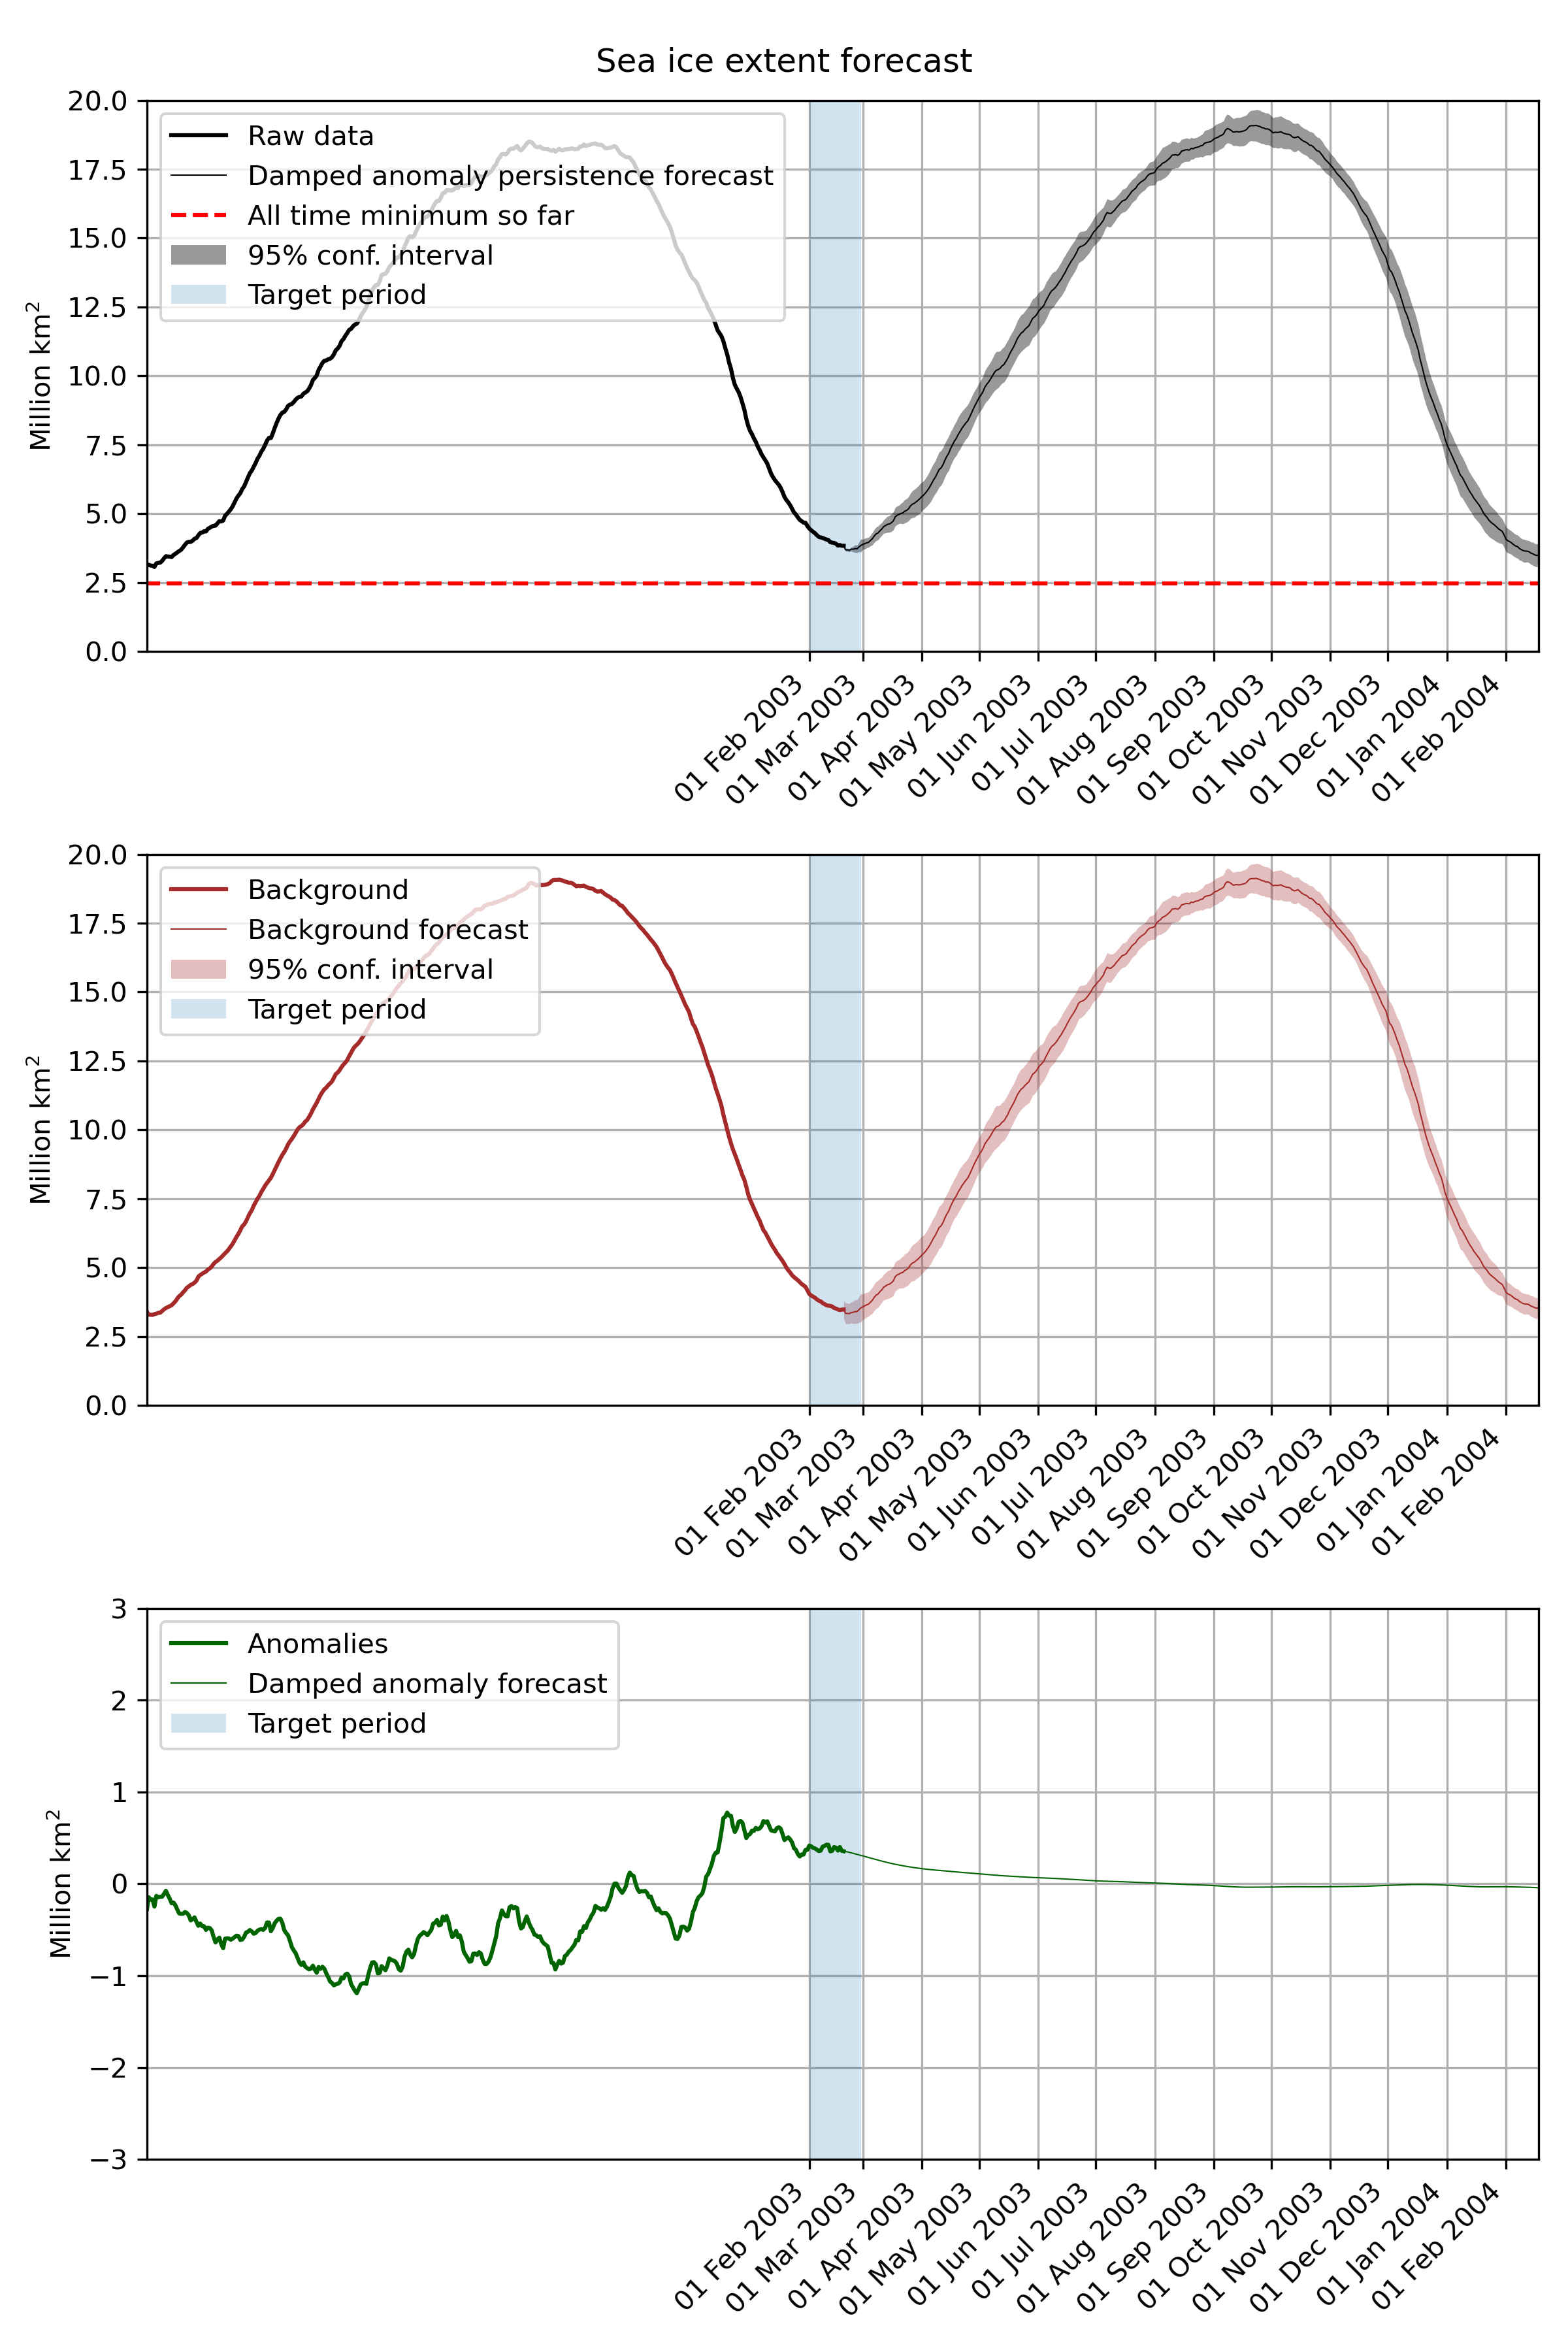 Sea ice extent forecast
20.0
17.5
15.0
12.5
10.0
7.5
5.0
2.5
0.0
Million km²
Raw data
Damped anomaly persistence forecast
All time minimum so far
95% conf. interval
Target period
01 Feb 2003
01 Mar 2003
01 Apr 2003
01 May 2003
01 Jun 2003
01 Jul 2003
01 Aug 2003
01 Sep 2003
01 Oct 2003
01 Nov 2003
01 Dec 2003
01 Jan 2004
01 Feb 2004
20.0
17.5
15.0
12.5
10.0
7.5
5.0
2.5
0.0
Million km²
Background
Background forecast
95% conf. interval
Target period
01 Feb 2003
01 Mar 2003
01 Apr 2003
01 May 2003
01 Jun 2003
01 Jul 2003
01 Aug 2003
01 Sep 2003
01 Oct 2003
01 Nov 2003
01 Dec 2003
01 Jan 2004
01 Feb 2004
3
2
1
0
−1
−2
−3
Million km²
Anomalies
Damped anomaly forecast
Target period
01 Feb 2003
01 Mar 2003
01 Apr 2003
01 May 2003
01 Jun 2003
01 Jul 2003
01 Aug 2003
01 Sep 2003
01 Oct 2003
01 Nov 2003
01 Dec 2003
01 Jan 2004
01 Feb 2004